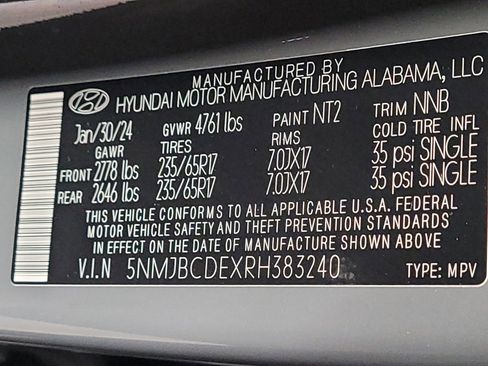 MANUFACTURED BY
HYUNDAI MOTOR MANUFACTURING ALABAMA, LLC
Jan/30/24 GVWR 4761 lbs PAINT NT2 TRIM NNB
GAWR TIRES RIMS COLD TIRE INFL
FRONT 2778 lbs 235/65R17 7.0JX17 35 psi SINGLE
REAR 2646 lbs 235/65R17 7.0JX17 35 psi SINGLE
THIS VEHICLE CONFORMS TO ALL APPLICABLE U.S.A. FEDERAL
MOTOR VEHICLE SAFETY AND THEFT PREVENTION STANDARDS
IN EFFECT ON THE DATE OF MANUFACTURE SHOWN ABOVE
V.I.N 5NMJBCDEXRH383240 TYPE: MPV